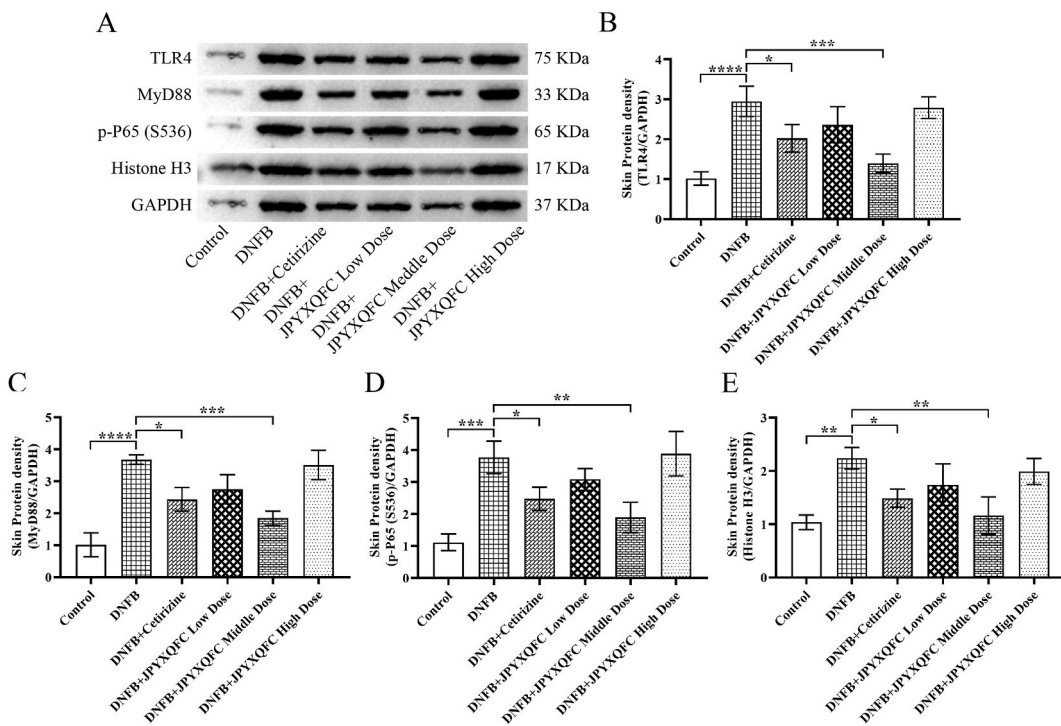 A
TLR4
75 KDa
MyD88
33 KDa
p-P65 (S536)
65 KDa
Histone H3
17 KDa
GAPDH
37 KDa
Control
DNFB
DNFB+Cetirizine
DNFB+
JPYXQFC Low Dose
DNFB+
JPYXQFC Meddle Dose
DNFB+
JPYXQFC High Dose
B
Skin Protein density
(TLR4/GAPDH)
4
3
2
1
0
****
*
***
Control
DNFB
DNFB+Cetirizine
DNFB+JPYXQFC Low Dose
DNFB+JPYXQFC Middle Dose
DNFB+JPYXQFC High Dose
C
Skin Protein density
(MyD88/GAPDH)
5
4
3
2
1
0
****
*
***
Control
DNFB
DNFB+Cetirizine
DNFB+JPYXQFC Low Dose
DNFB+JPYXQFC Middle Dose
DNFB+JPYXQFC High Dose
D
Skin Protein density
(p-P65 (S536)/GAPDH)
5
4
3
2
1
0
***
*
**
Control
DNFB
DNFB+Cetirizine
DNFB+JPYXQFC Low Dose
DNFB+JPYXQFC Middle Dose
DNFB+JPYXQFC High Dose
E
Skin Protein density
(Histone H3/GAPDH)
3
2
1
0
**
*
**
Control
DNFB
DNFB+Cetirizine
DNFB+JPYXQFC Low Dose
DNFB+JPYXQFC Middle Dose
DNFB+JPYXQFC High Dose